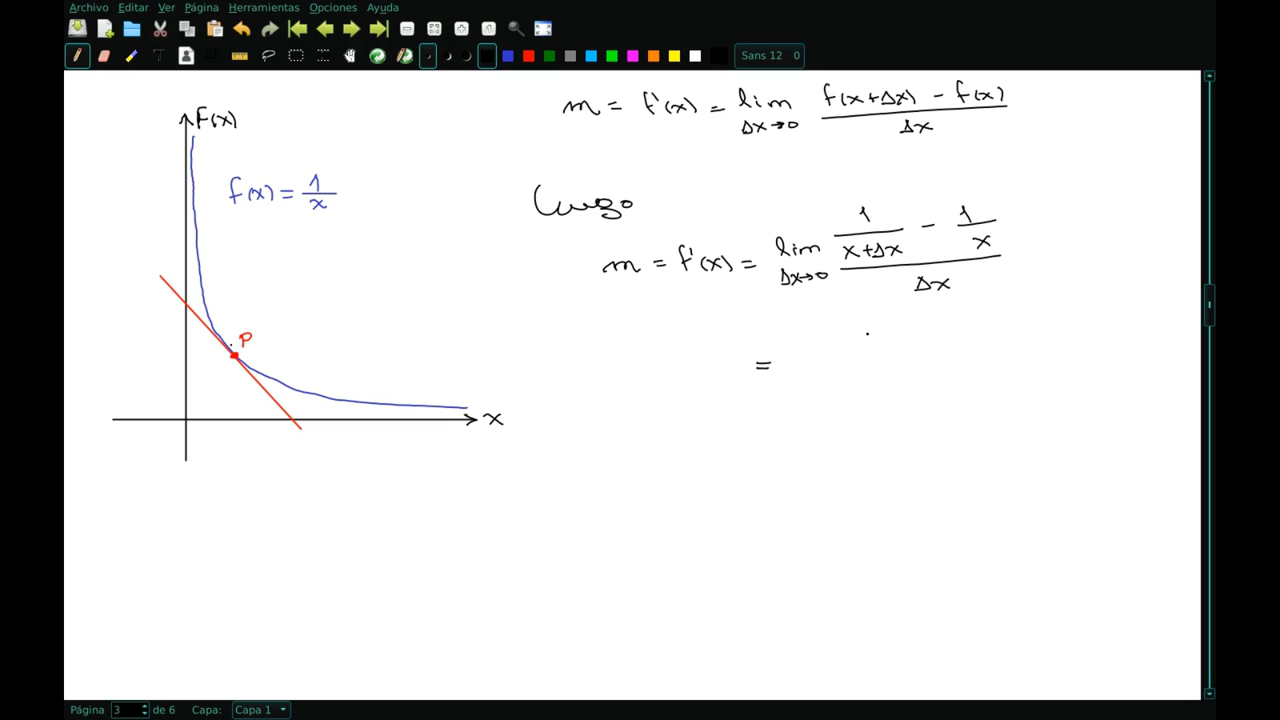 Archivo Editar Ver Página Herramientas Opciones Ayuda
Sans 12 0
m = f'(x) = lim Δx→0 f(x+Δx) - f(x) / Δx
F(x)
f(x) = 1/x
Luego
m = f'(x) = lim Δx→0 1/(x+Δx) - 1/x / Δx
P
=
x
Página 3 de 6 Capa: Capa 1